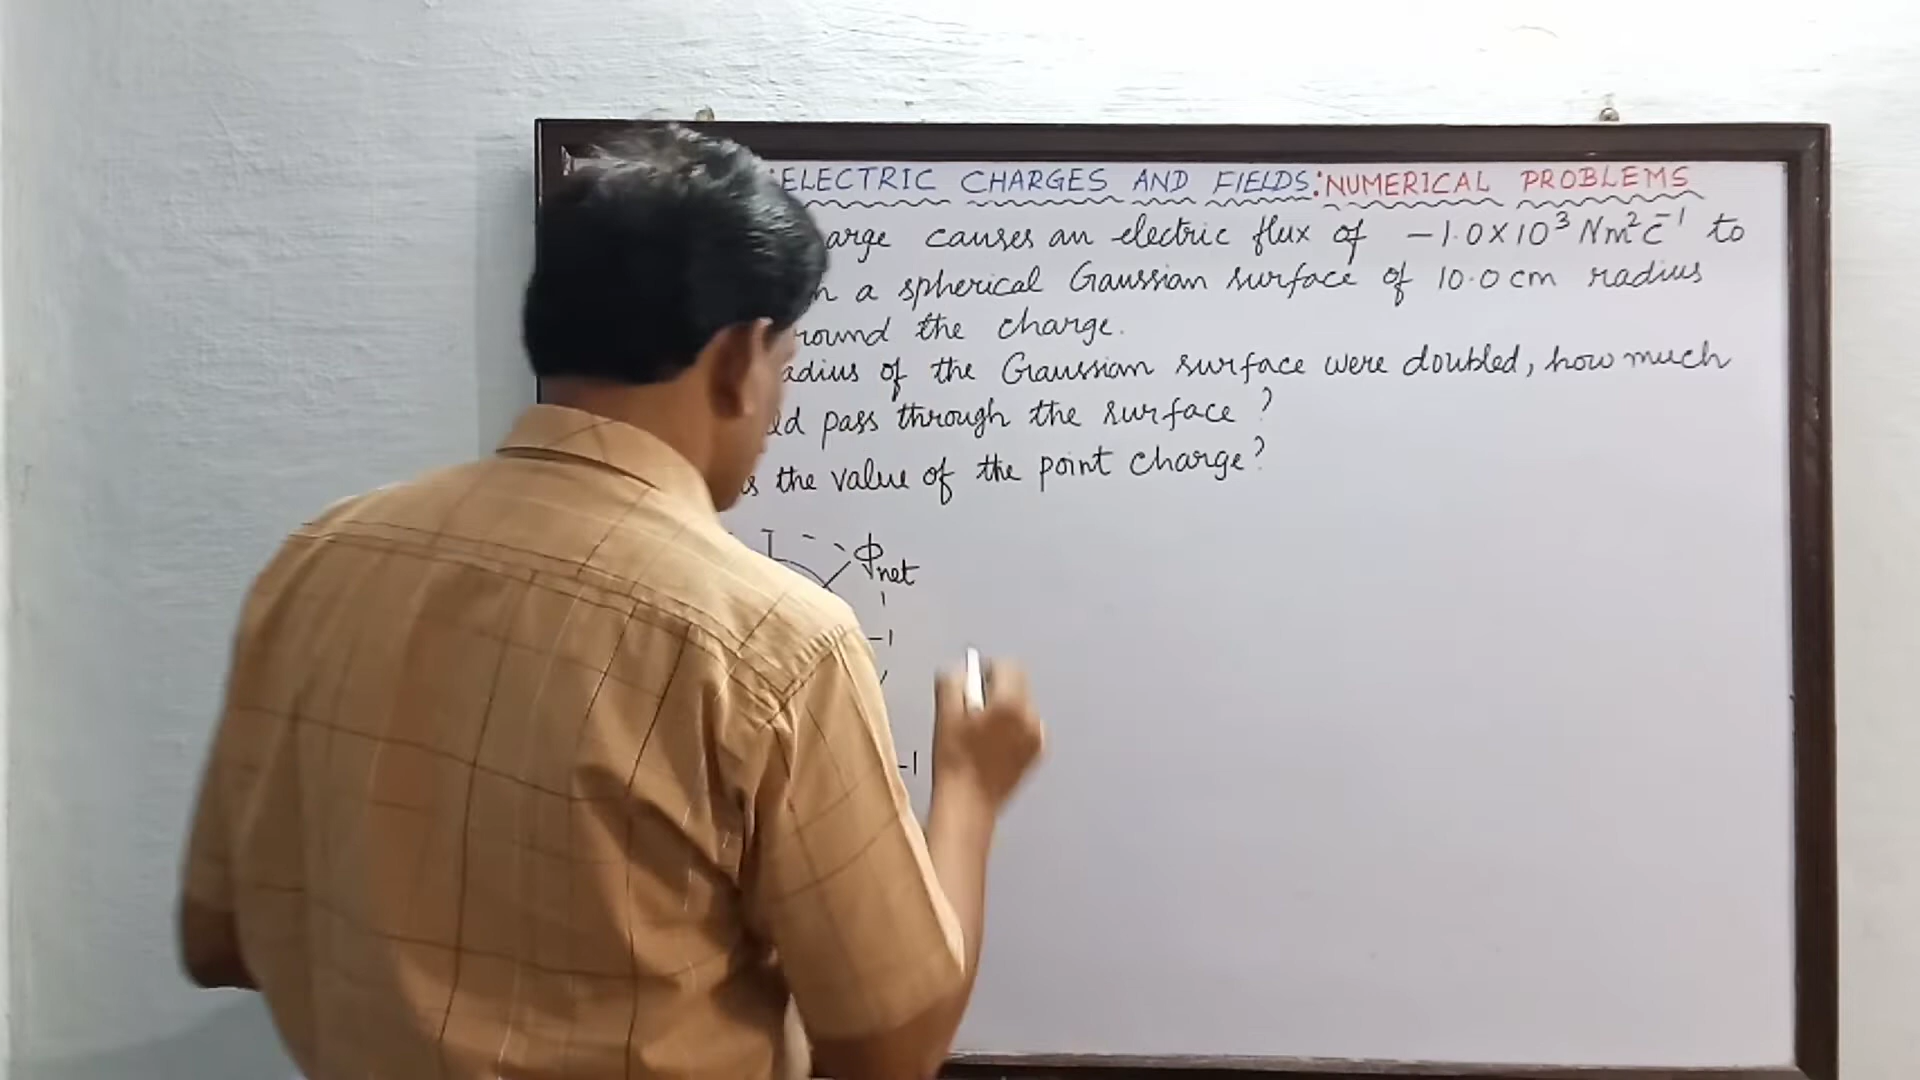 :ELECTRIC CHARGES AND FIELDS:NUMERICAL PROBLEMS
arge causes an electric flux of −1.0×10³ Nm²C⁻¹ to
a spherical Gaussian surface of 10.0 cm radius
round the charge.
adius of the Gaussian surface were doubled, how much
pass through the surface?
the value of the point charge?
ϕnet
−1
−1